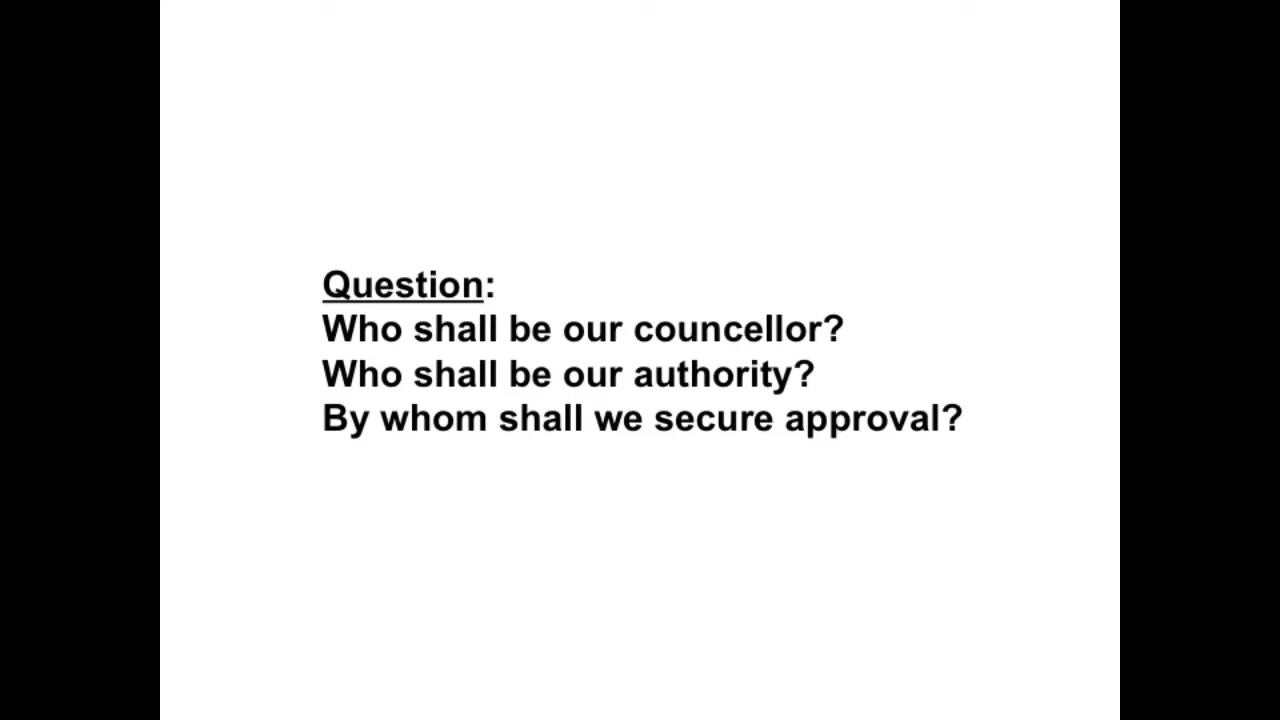 Question:
Who shall be our councellor?
Who shall be our authority?
By whom shall we secure approval?